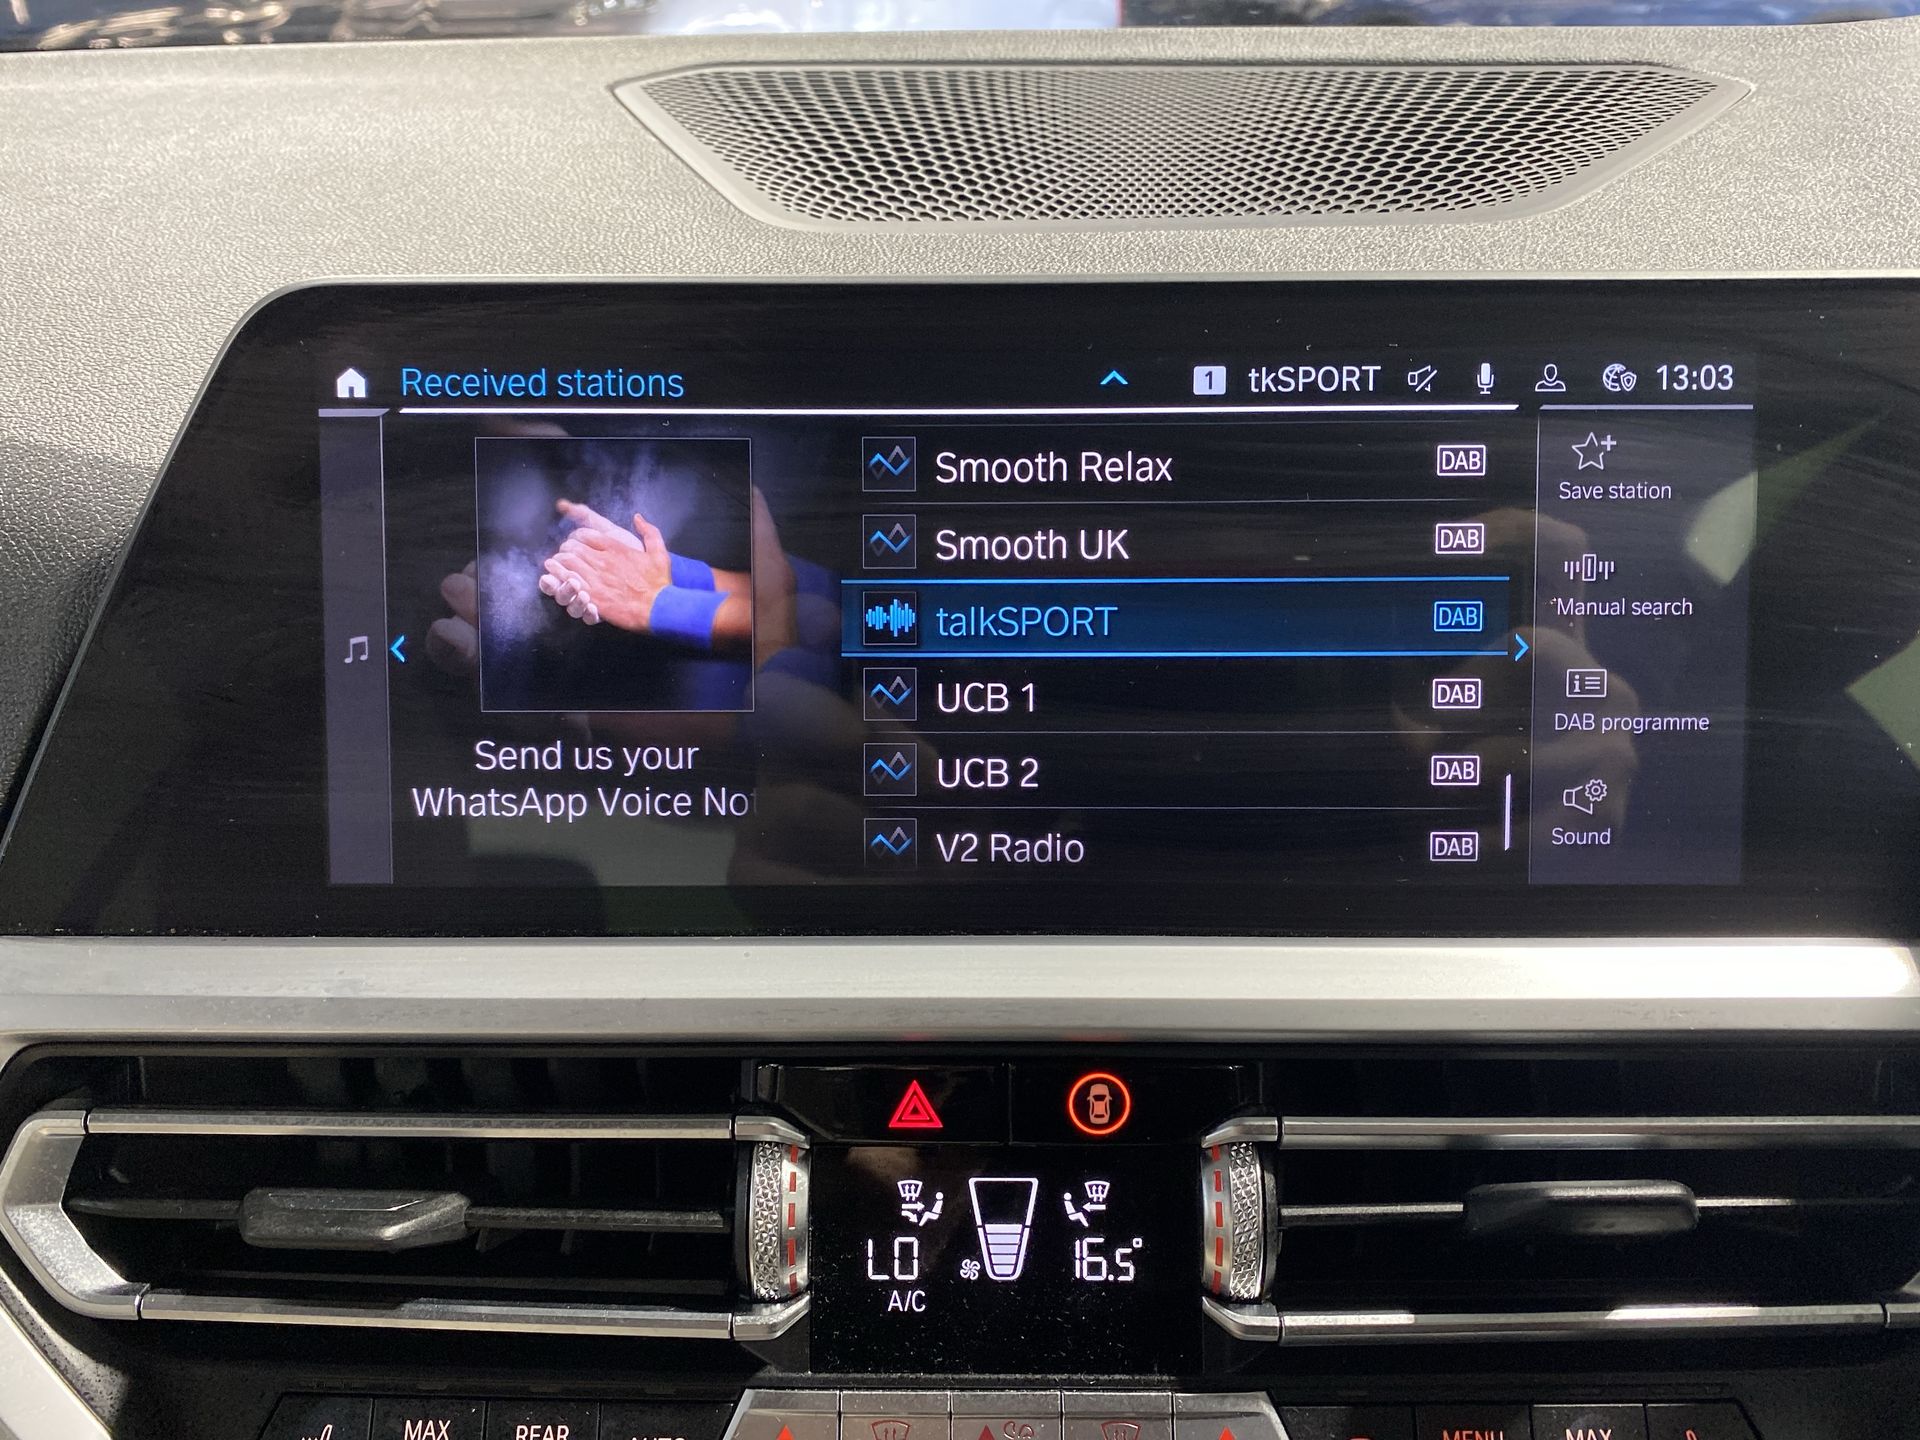 Received stations
1 tkSPORT 13:03
Smooth Relax DAB
Smooth UK DAB
talkSPORT DAB
UCB 1 DAB
UCB 2 DAB
V2 Radio DAB
Send us your
WhatsApp Voice Not
Save station
Manual search
DAB programme
Sound
LO 16.5°
A/C
MAX REAR AUTO MENU MAX